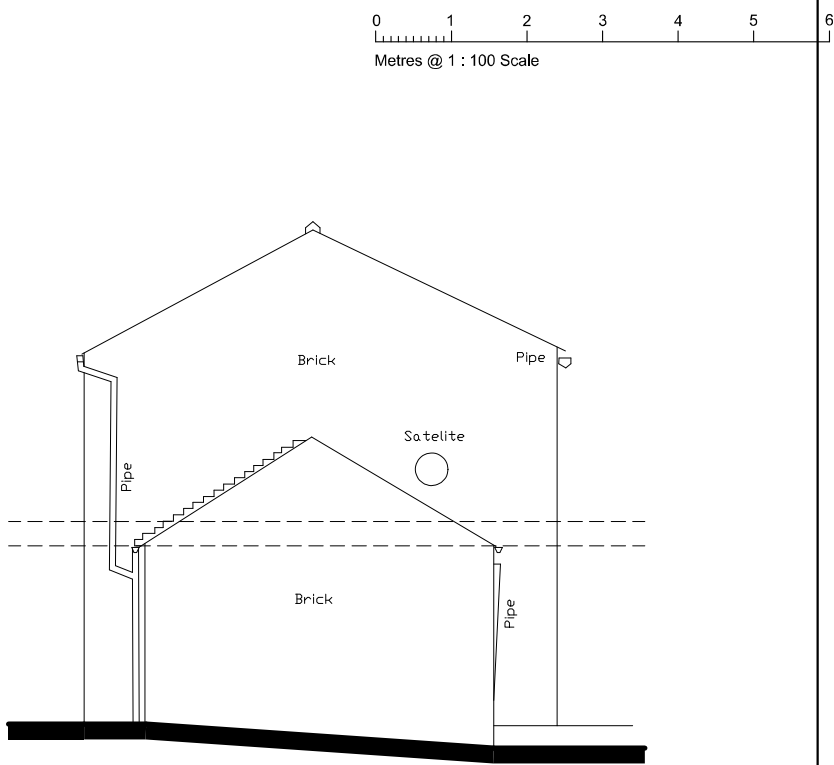 0 1 2 3 4 5 6
Metres @ 1 : 100 Scale
Brick
Pipe
Satelite
Pipe
Brick
Pipe